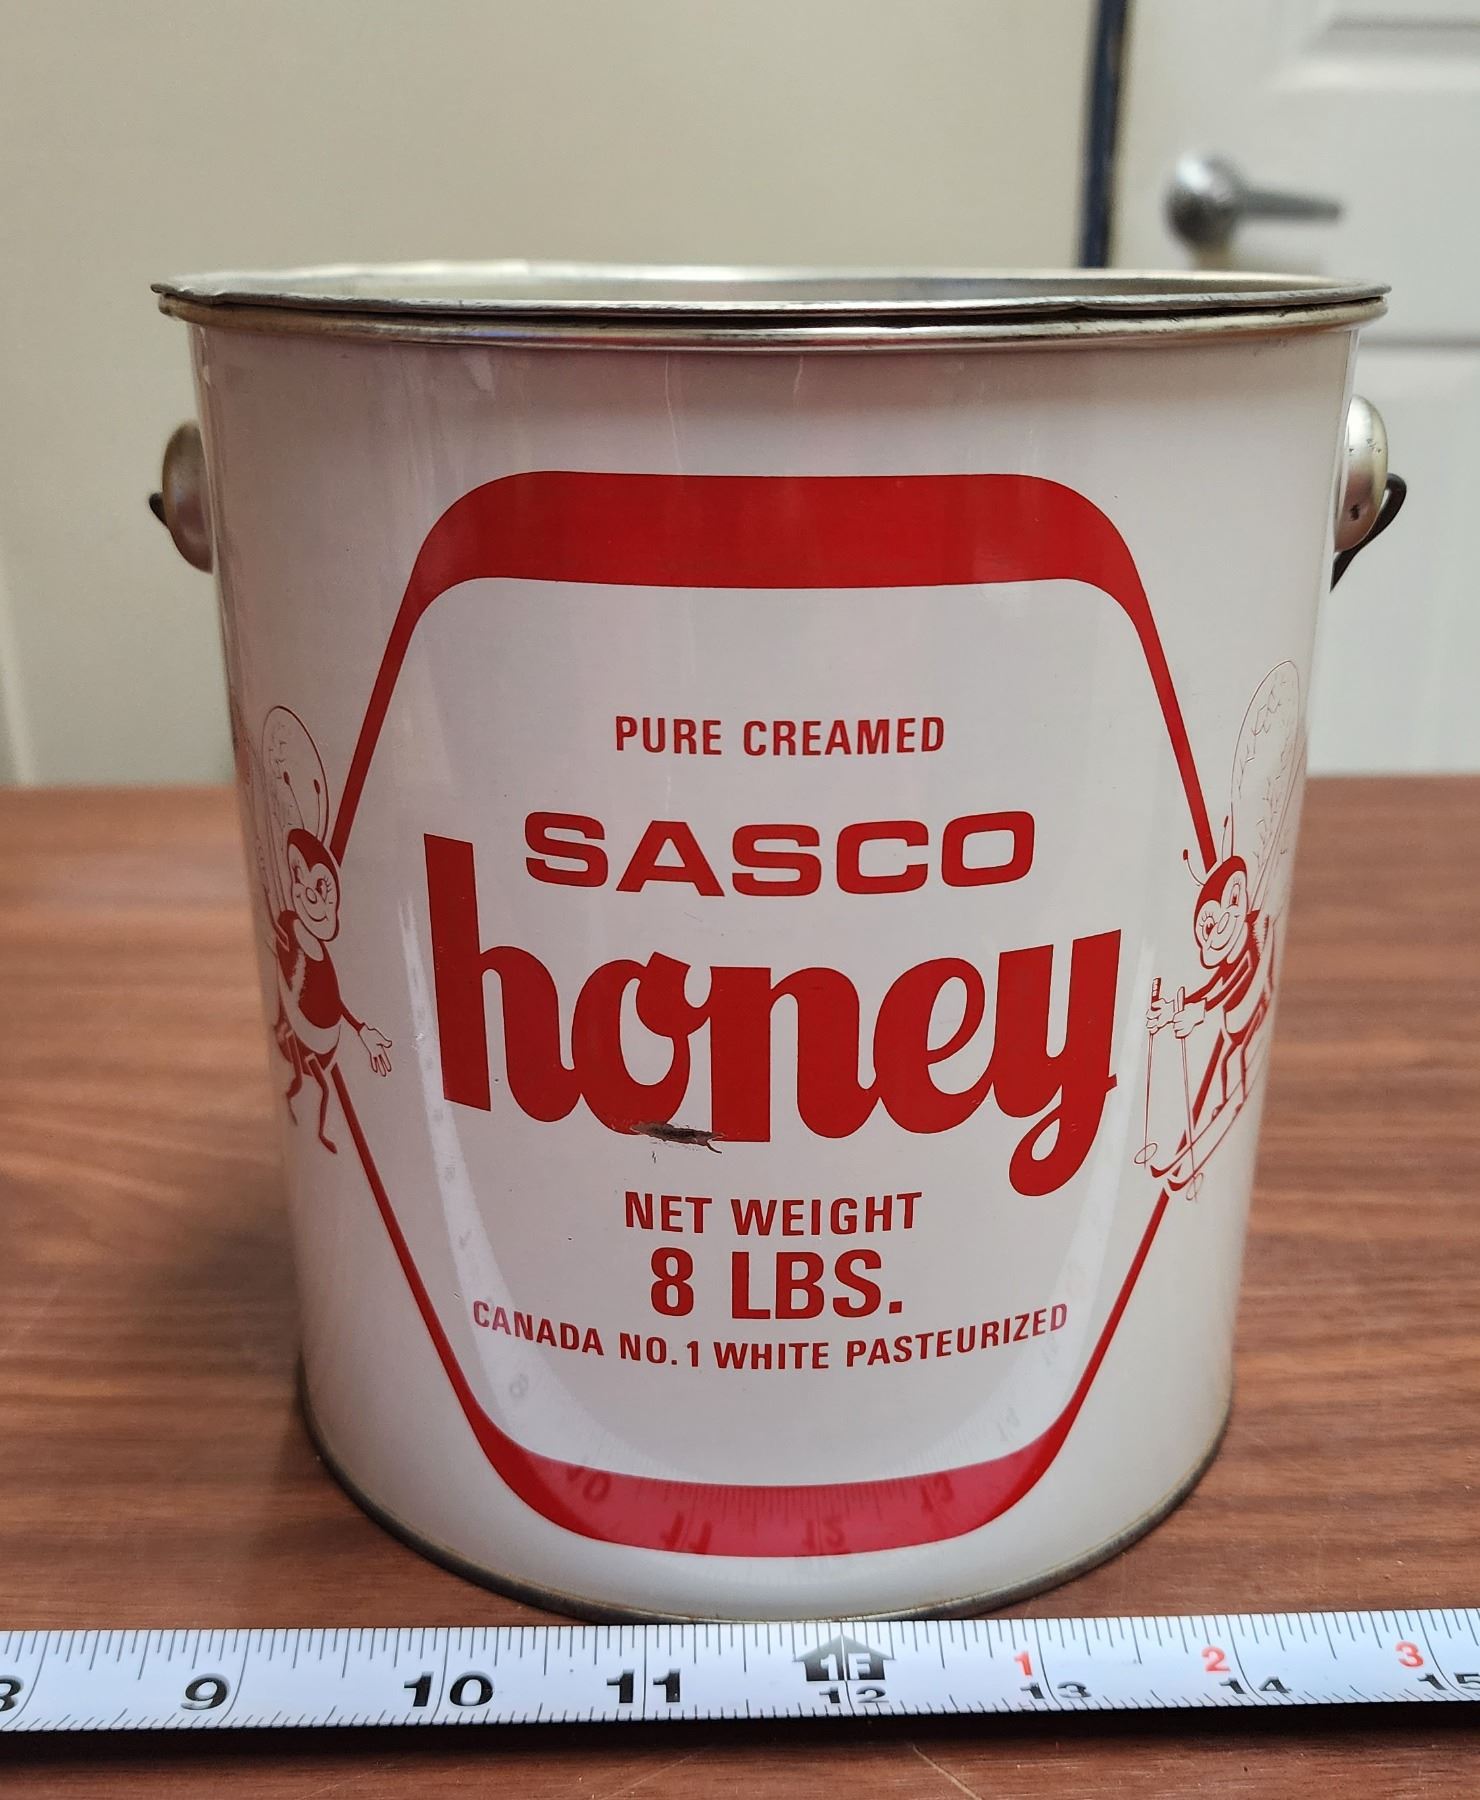 PURE CREAMED
SASCO
honey
NET WEIGHT
8 LBS.
CANADA NO. 1 WHITE PASTEURIZED
1 2 3
8 9 10 11 1F 12 13 14 15